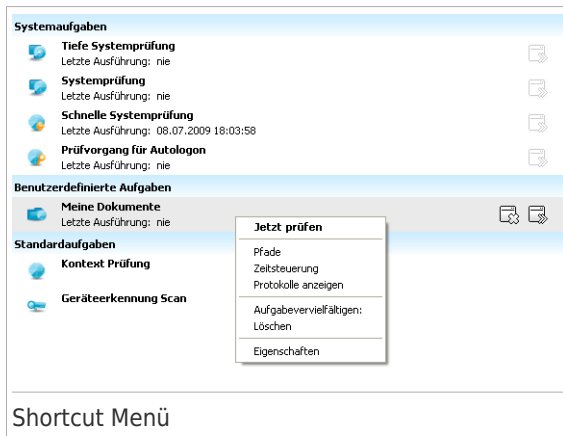 Systemaufgaben
Tiefe Systemprüfung
Letzte Ausführung: nie
Systemprüfung
Letzte Ausführung: nie
Schnelle Systemprüfung
Letzte Ausführung: 08.07.2009 18:03:58
Prüfvorgang für Autologon
Letzte Ausführung: nie
Benutzerdefinierte Aufgaben
Meine Dokumente
Letzte Ausführung: nie
Jetzt prüfen
Pfade
Zeitsteuerung
Protokolle anzeigen
Aufgabevervielfältigen:
Löschen
Eigenschaften
Standardaufgaben
Kontext Prüfung
Geräteerkennung Scan
Shortcut Menü